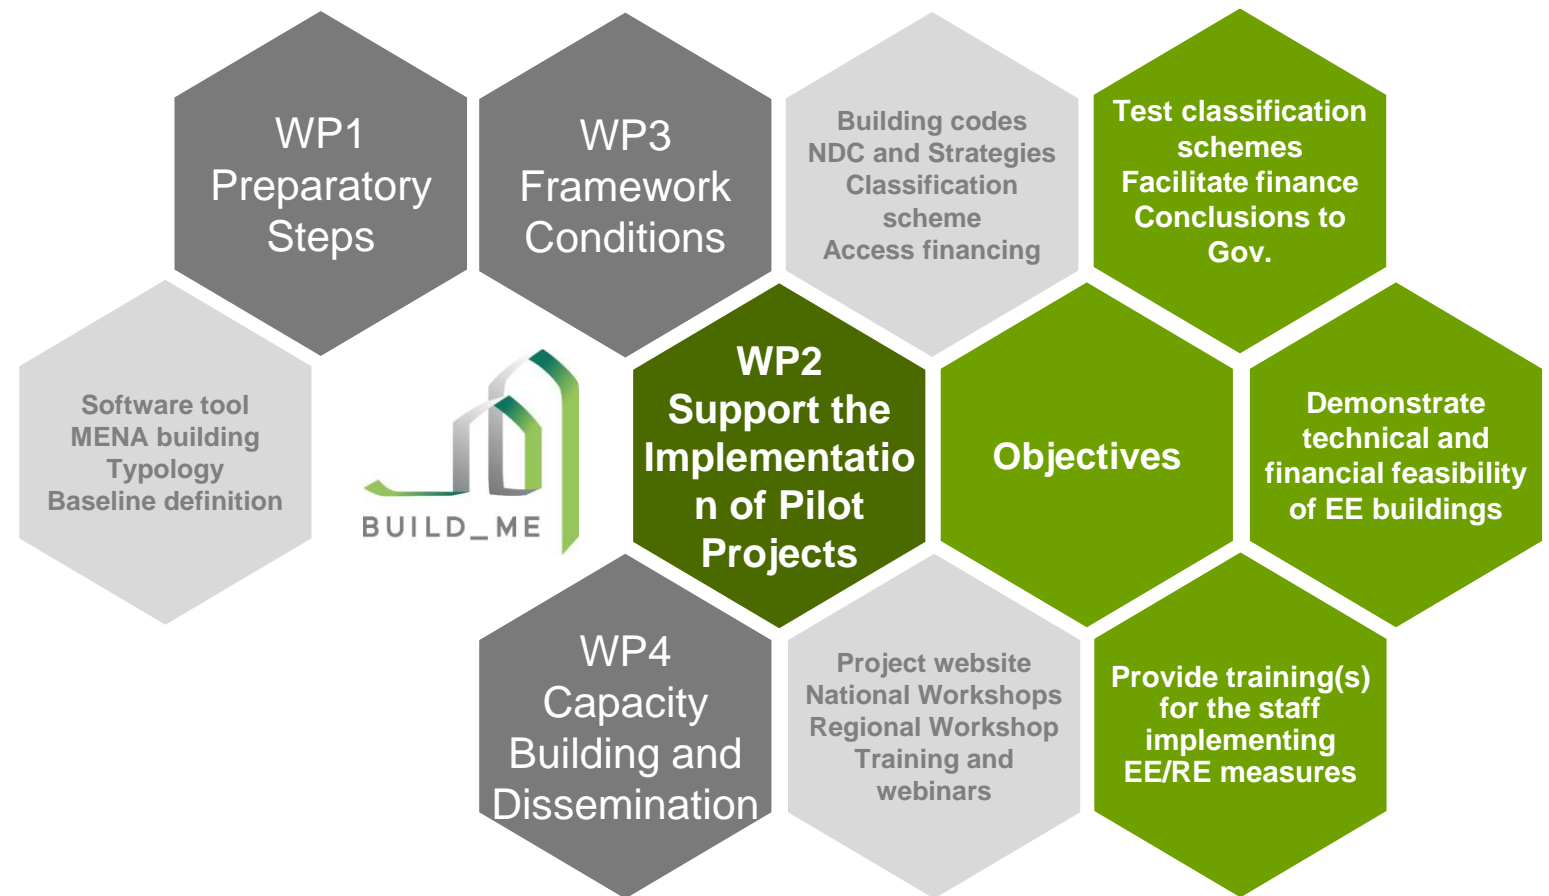 WP1
Preparatory
Steps
WP3
Framework
Conditions
Building codes
NDC and Strategies
Classification
scheme
Access financing
Test classification
schemes
Facilitate finance
Conclusions to
Gov.
Software tool
MENA building
Typology
Baseline definition
BUILD_ME
WP2
Support the
Implementatio
n of Pilot
Projects
Objectives
Demonstrate
technical and
financial feasibility
of EE buildings
WP4
Capacity
Building and
Dissemination
Project website
National Workshops
Regional Workshop
Training and
webinars
Provide training(s)
for the staff
implementing
EE/RE measures